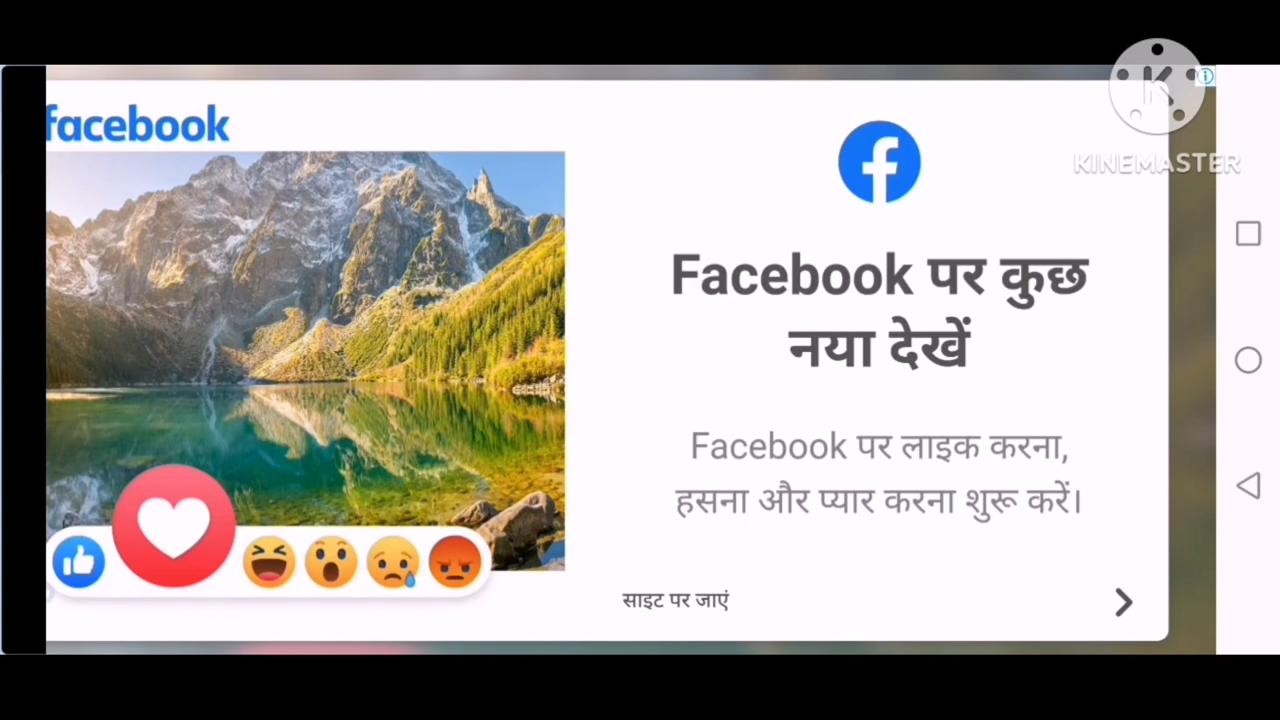 facebook
KINEMASTER
Facebook पर कुछ
नया देखें
Facebook पर लाइक करना,
हसना और प्यार करना शुरू करें।
साइट पर जाएं